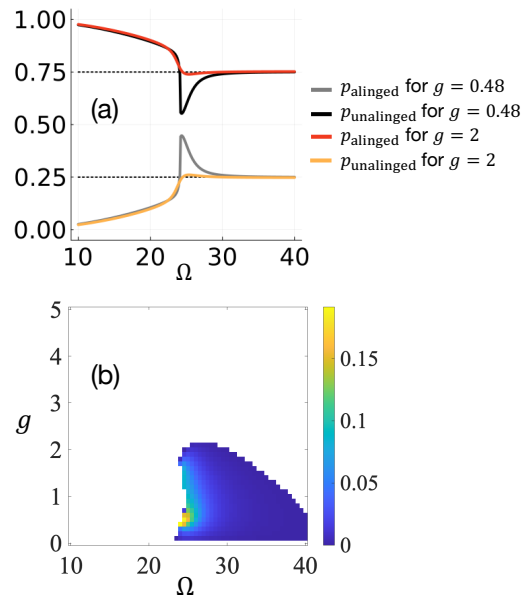 1.00
0.75
0.50
0.25
0.00
(a)
10
20
30
40
Ω
p_alinged for g = 0.48
p_unalinged for g = 0.48
p_alinged for g = 2
p_unalinged for g = 2
(b)
5
4
3
2
1
0
g
10
20
30
40
Ω
0.15
0.1
0.05
0